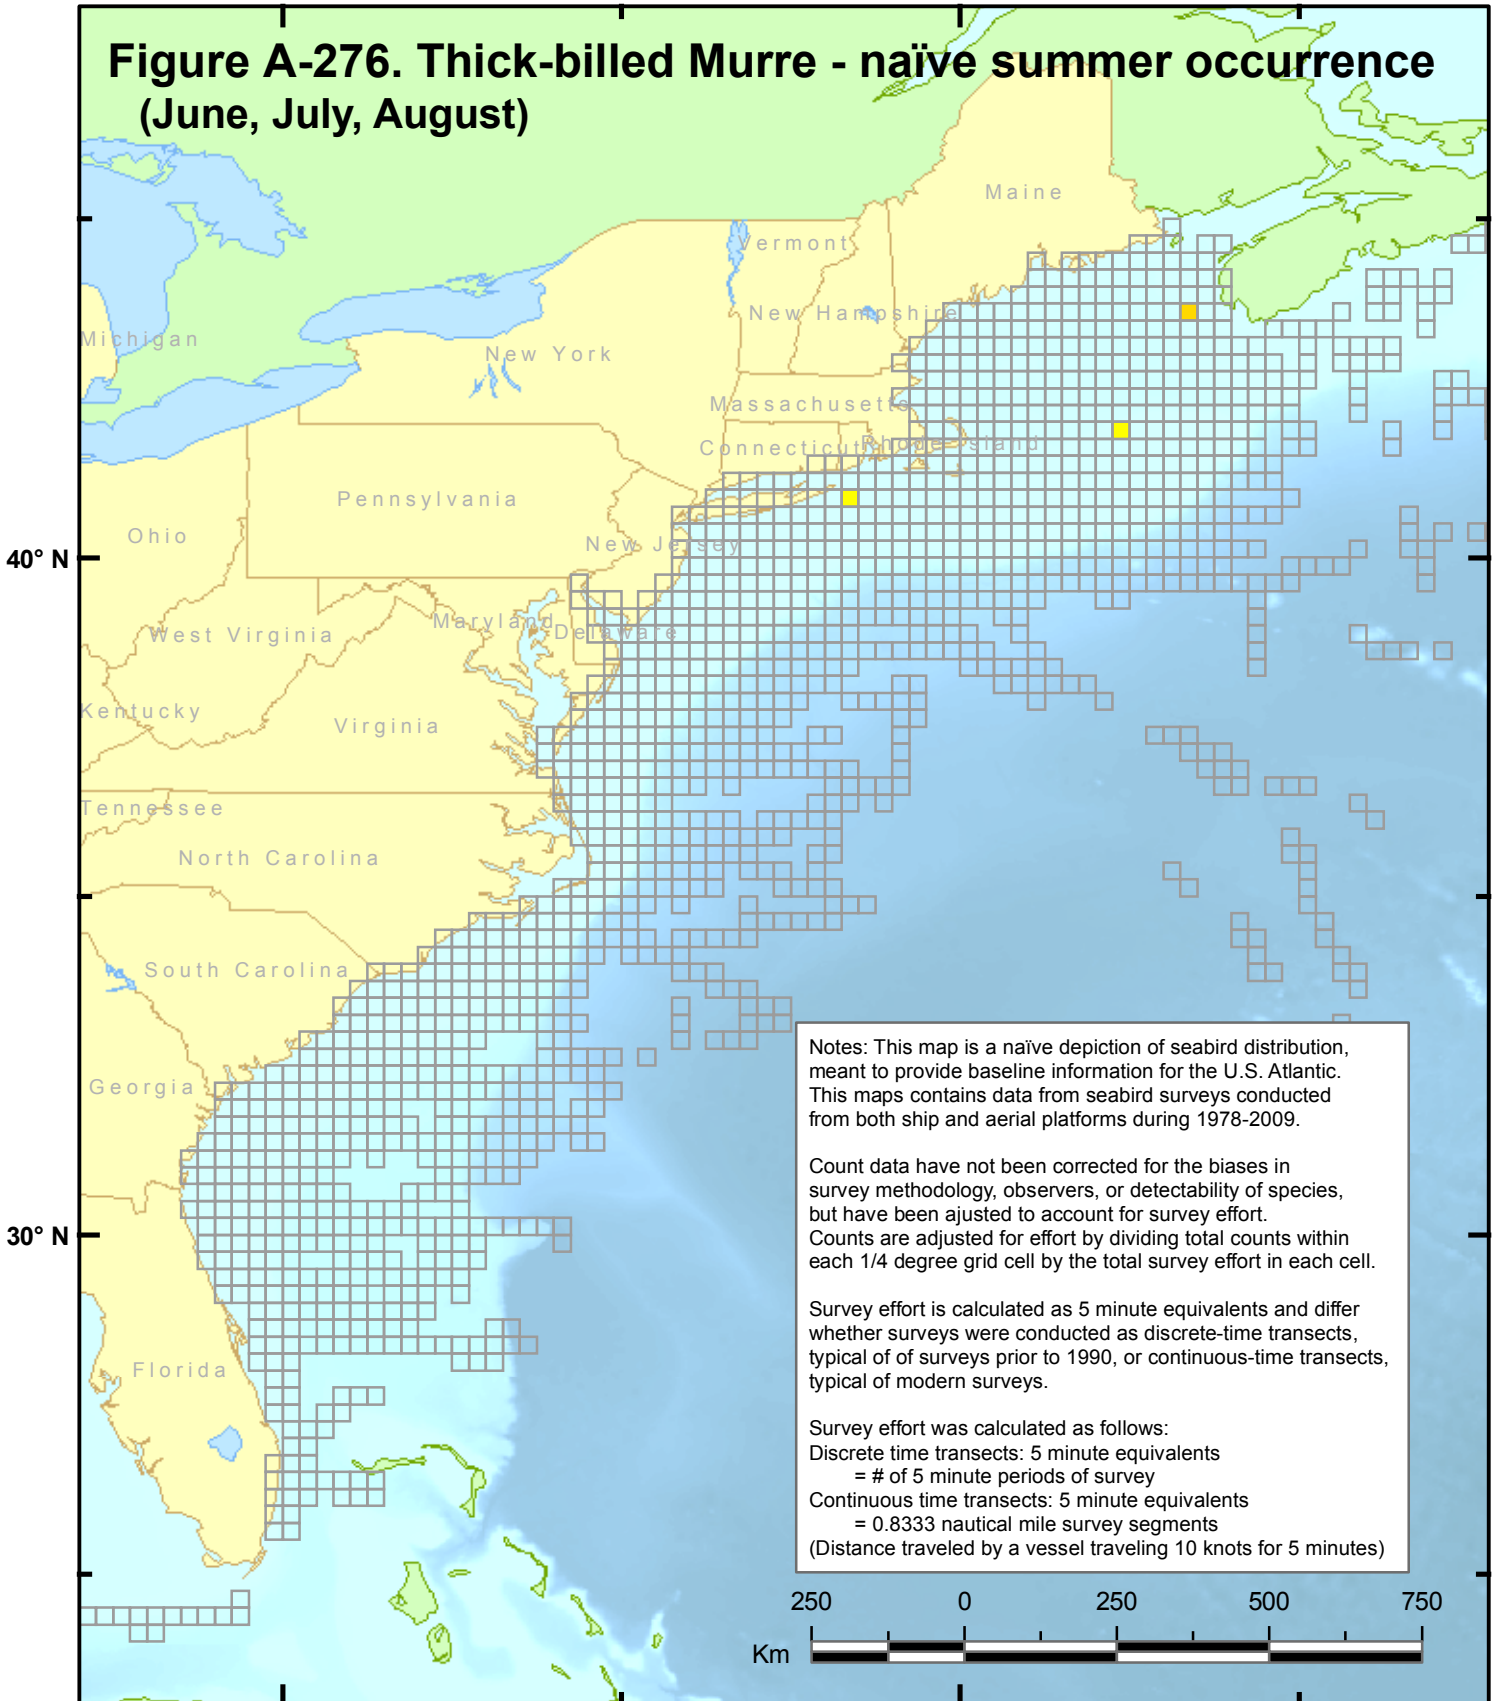 Figure A-276. Thick-billed Murre - naïve summer occurrence
(June, July, August)
Maine
Vermont
New Hampshire
Michigan
New York
Massachusetts
Connecticut
Rhode Island
Pennsylvania
Ohio
New Jersey
40° N
Maryland
Delaware
West Virginia
Kentucky
Virginia
Tennessee
North Carolina
South Carolina
Georgia
30° N
Florida
Notes: This map is a naïve depiction of seabird distribution,
meant to provide baseline information for the U.S. Atlantic.
This maps contains data from seabird surveys conducted
from both ship and aerial platforms during 1978-2009.
Count data have not been corrected for the biases in
survey methodology, observers, or detectability of species,
but have been ajusted to account for survey effort.
Counts are adjusted for effort by dividing total counts within
each 1/4 degree grid cell by the total survey effort in each cell.
Survey effort is calculated as 5 minute equivalents and differ
whether surveys were conducted as discrete-time transects,
typical of of surveys prior to 1990, or continuous-time transects,
typical of modern surveys.
Survey effort was calculated as follows:
Discrete time transects: 5 minute equivalents
= # of 5 minute periods of survey
Continuous time transects: 5 minute equivalents
= 0.8333 nautical mile survey segments
(Distance traveled by a vessel traveling 10 knots for 5 minutes)
250 0 250 500 750
Km